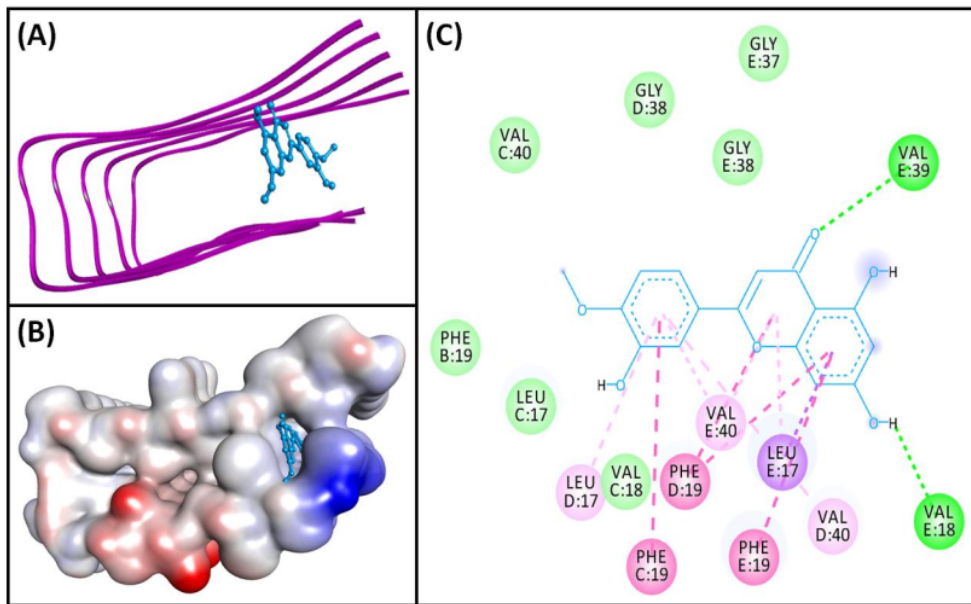 (A)
(B)
(C)
GLY
E:37
GLY
D:38
VAL
C:40
GLY
E:38
VAL
E:39
O
O
H
O
O
H
O
O
H
PHE
B:19
LEU
C:17
VAL
E:40
LEU
E:17
LEU
D:17
VAL
C:18
PHE
D:19
VAL
D:40
VAL
E:18
PHE
C:19
PHE
E:19